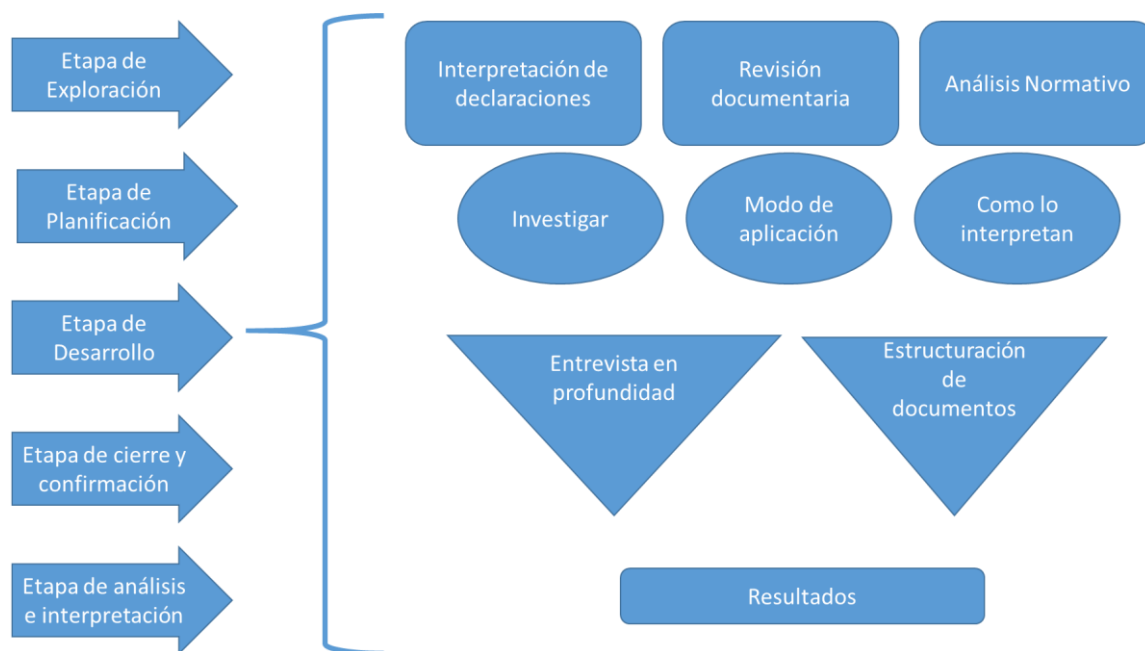 Etapa de
Exploración
Etapa de
Planificación
Etapa de
Desarrollo
Etapa de cierre y
confirmación
Etapa de análisis
e interpretación
Interpretación de
declaraciones
Revisión
documentaria
Análisis Normativo
Investigar
Modo de
aplicación
Como lo
interpretan
Entrevista en
profundidad
Estructuración
de
documentos
Resultados